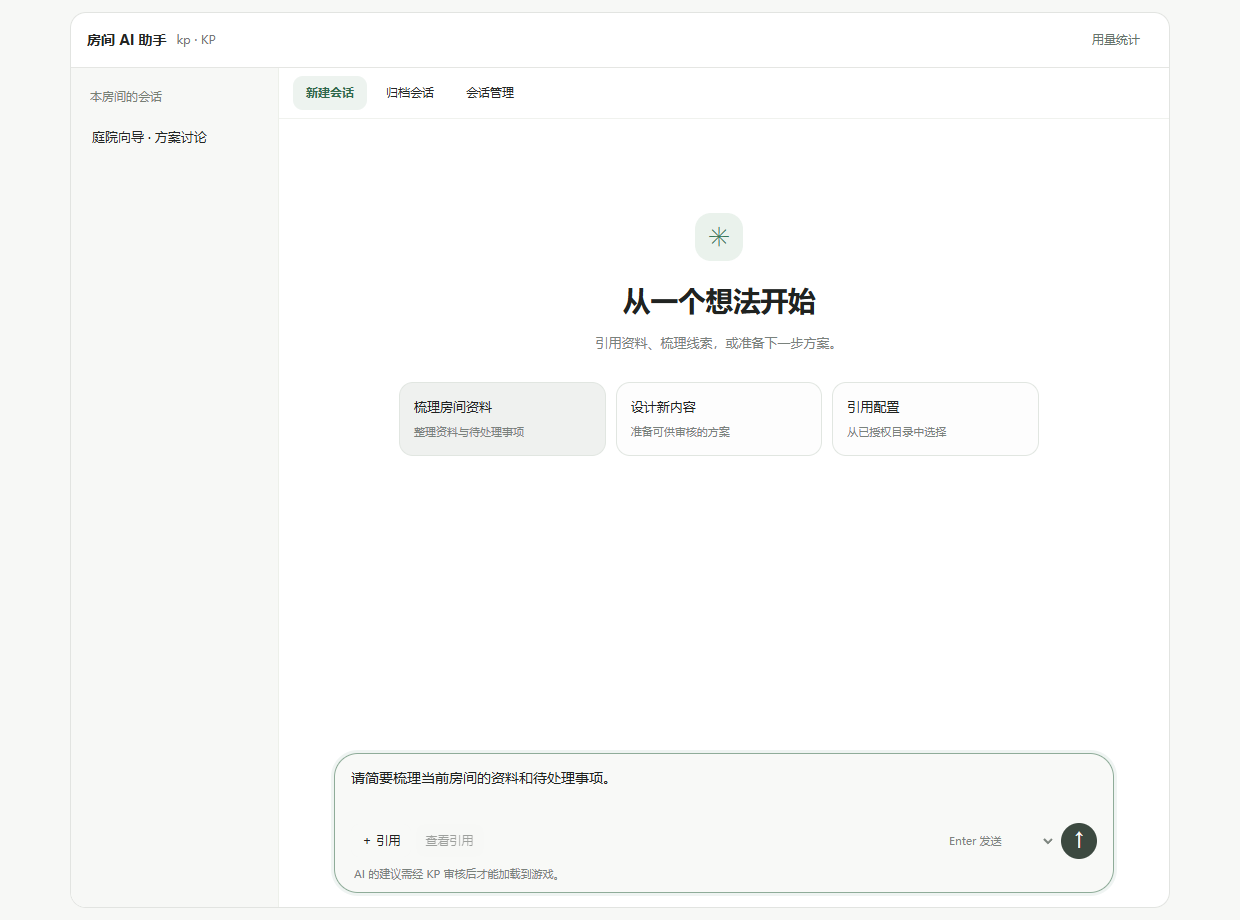 房间 AI 助手 kp · KP
用量统计
本房间的会话
庭院向导 · 方案讨论
新建会话 归档会话 会话管理
从一个想法开始
引用资料、梳理线索，或准备下一步方案。
梳理房间资料
整理资料与待处理事项
设计新内容
准备可供审核的方案
引用配置
从已授权目录中选择
请简要梳理当前房间的资料和待处理事项。
+ 引用 查看引用 Enter 发送
AI 的建议需经 KP 审核后才能加载到游戏。